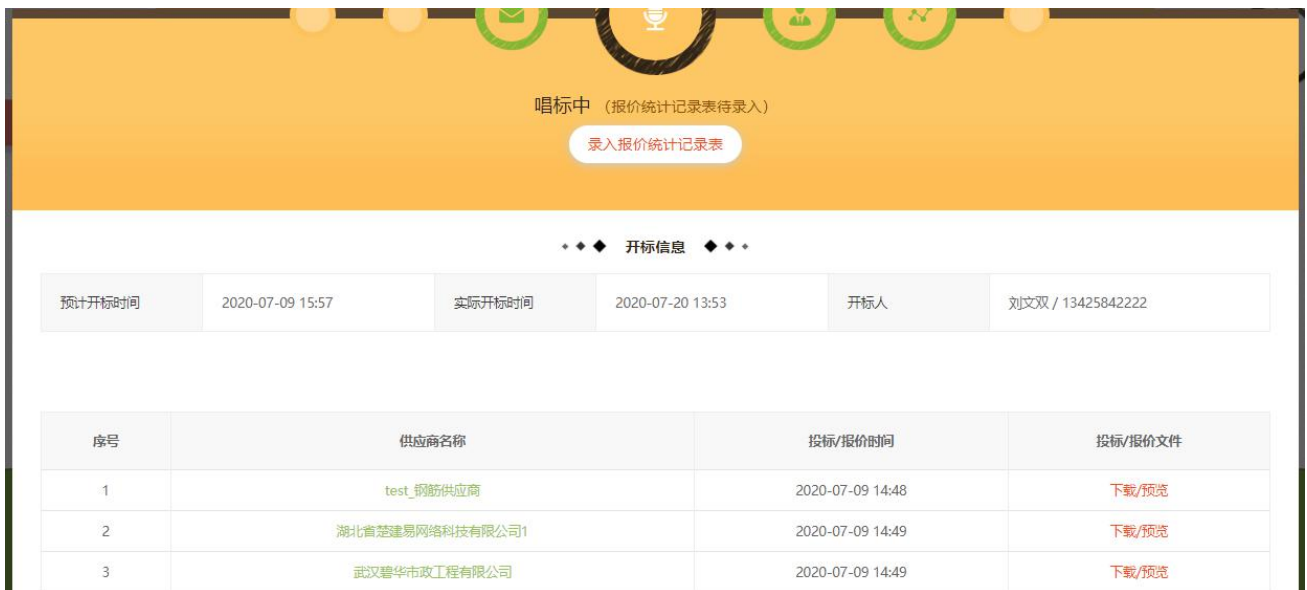 唱标中 (报价统计记录表待录入)
录入报价统计记录表
开标信息
预计开标时间 2020-07-09 15:57 实际开标时间 2020-07-20 13:53 开标人 刘文双 / 13425842222
序号 供应商名称 投标/报价时间 投标/报价文件
1 test_钢筋供应商 2020-07-09 14:48 下载/预览
2 湖北省楚建易网络科技有限公司1 2020-07-09 14:49 下载/预览
3 武汉碧华市政工程有限公司 2020-07-09 14:49 下载/预览